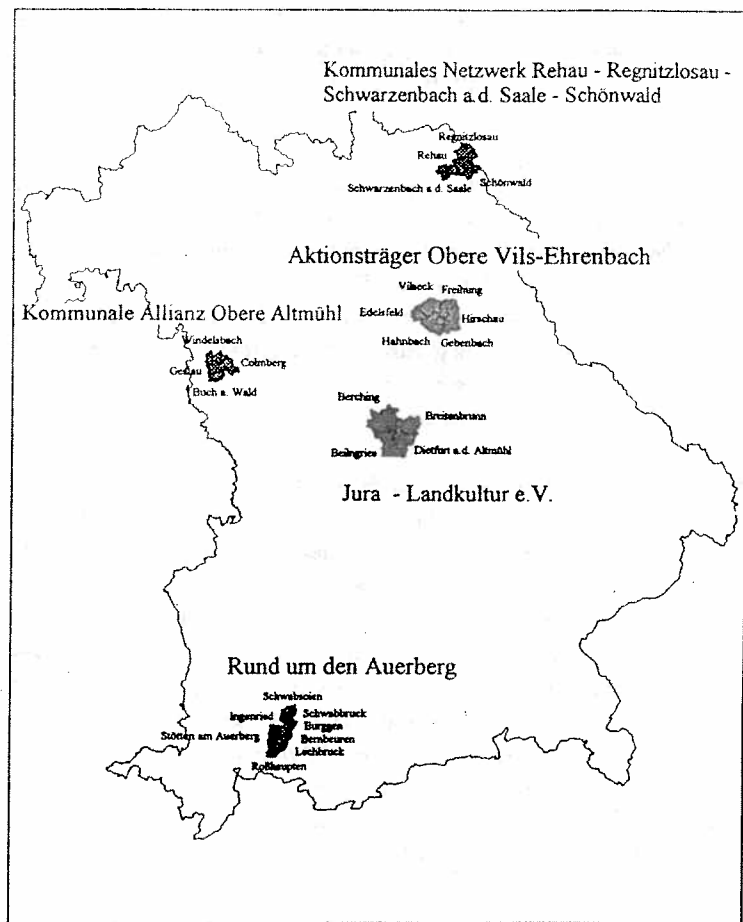 Kommunales Netzwerk Rehau - Regnitzlosau -
Schwarzenbach a.d. Saale - Schönwald
Regnitzlosau
Rehau
Schwarzenbach a d. Saale
Schönwald
Aktionsträger Obere Vils-Ehrenbach
Vilseck
Freihung
Edelsfeld
Hirschau
Hahnbach
Gebenbach
Kommunale Allianz Obere Altmühl
Windelsbach
Geslau
Colmberg
Buch a. Wald
Berching
Breitenbrunn
Beilngries
Dietfurt a.d. Altmühl
Jura - Landkultur e.V.
Rund um den Auerberg
Schwabsoien
Ingenried
Schwabbruck
Burggen
Stötten am Auerberg
Bernbeuren
Lechbruck
Roßhaupten